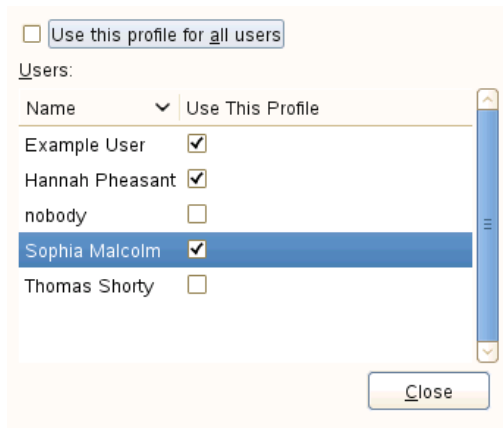 Use this profile for all users
Users:
Name Use This Profile
Example User
Hannah Pheasant
nobody
Sophia Malcolm
Thomas Shorty
Close